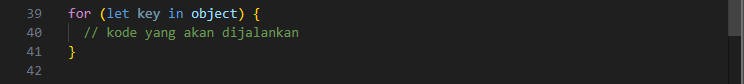 39 for (let key in object) {
40 // kode yang akan dijalankan
41 }
42